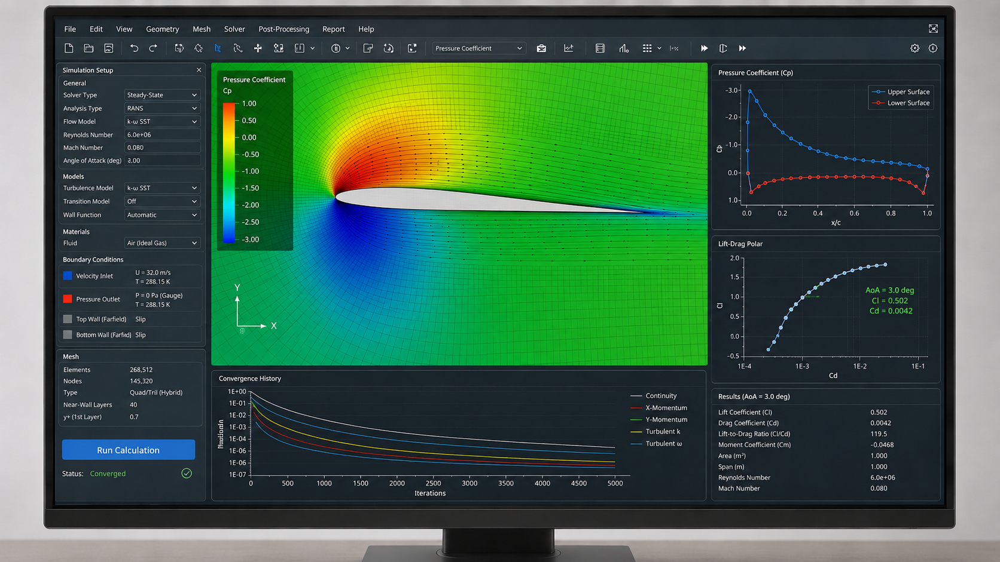 File Edit View Geometry Mesh Solver Post-Processing Report Help
Pressure Coefficient
Simulation Setup
General
Solver Type Steady-State
Analysis Type RANS
Flow Model k-ω SST
Reynolds Number 6.0e+06
Mach Number 0.080
Angle of Attack (deg) 3.00
Models
Turbulence Model k-ω SST
Transition Model Off
Wall Function Automatic
Materials
Fluid Air (Ideal Gas)
Boundary Conditions
Velocity Inlet U = 32.0 m/s
T = 288.15 K
Pressure Outlet P = 0 Pa (Gauge)
T = 288.15 K
Top Wall (Farfield) Slip
Bottom Wall Slip
Mesh
Elements 268,512
Nodes 145,320
Type Quad/Tril (Hybrid)
Near-Wall Layers 40
y+ (1st Layer) 0.7
Run Calculation
Status: Converged
Pressure Coefficient
Cp
1.00
0.50
0.00
-0.50
-1.00
-1.50
-2.00
-2.50
-3.00
Y
X
Convergence History
1E+00
1E-01
1E-02
1E-03
1E-04
1E-06
1E-06
1E-07
0 500 1000 1500 2000 2500 3000 3500 4000 4500 5000
Iterations
Continuity
X-Momentum
Y-Momentum
Turbulent k
Turbulent ω
Pressure Coefficient (Cp)
-3.0
-2.0
-1.0
0.0
1.0
Cp
0.0 0.2 0.4 0.6 0.8 1.0
x/c
Upper Surface
Lower Surface
Lift-Drag Polar
2.0
1.5
1.0
0.5
0.0
-0.5
Cl
1E-4 1E-3 1E-2 1E-1
Cd
AoA = 3.0 deg
Cl = 0.502
Cd = 0.0042
Results (AoA = 3.0 deg)
Lift Coefficient (Cl) 0.502
Drag Coefficient (Cd) 0.0042
Lift-to-Drag Ratio (Cl/Cd) 119.5
Moment Coefficient (Cm) -0.0468
Area (m²) 1.000
Span (m) 1.000
Reynolds Number 6.0e+06
Mach Number 0.080